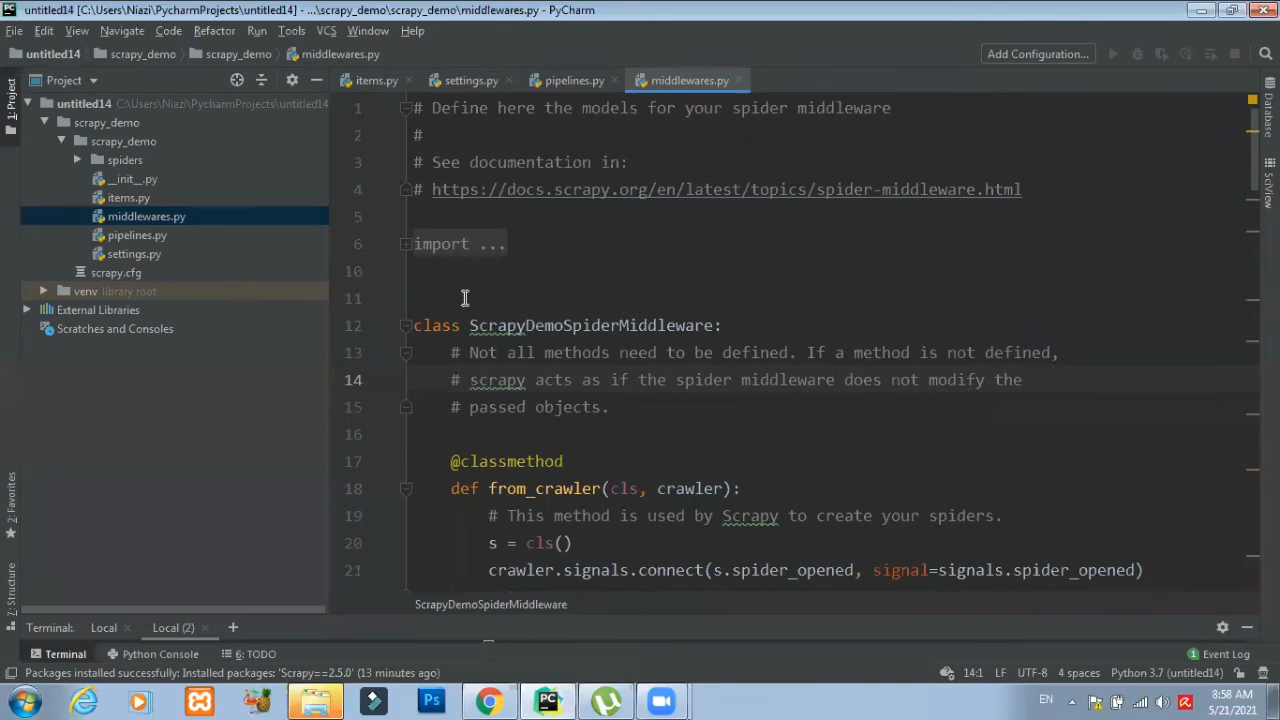 untitled14 [C:\Users\Niazi\PycharmProjects\untitled14] - ...\scrapy_demo\scrapy_demo\middlewares.py - PyCharm
File Edit View Navigate Code Refactor Run Tools VCS Window Help
untitled14 scrapy_demo scrapy_demo middlewares.py Add Configuration...
Project items.py settings.py pipelines.py middlewares.py
1: Project
untitled14 C:\Users\Niazi\PycharmProjects\untitled14
scrapy_demo
scrapy_demo
spiders
__init__.py
items.py
middlewares.py
pipelines.py
settings.py
scrapy.cfg
venv library root
External Libraries
Scratches and Consoles
1 # Define here the models for your spider middleware
2 #
3 # See documentation in:
4 # https://docs.scrapy.org/en/latest/topics/spider-middleware.html
5
6 import ...
10
11
12 class ScrapyDemoSpiderMiddleware:
13 # Not all methods need to be defined. If a method is not defined,
14 # scrapy acts as if the spider middleware does not modify the
15 # passed objects.
16
17 @classmethod
18 def from_crawler(cls, crawler):
19 # This method is used by Scrapy to create your spiders.
20 s = cls()
21 crawler.signals.connect(s.spider_opened, signal=signals.spider_opened)
ScrapyDemoSpiderMiddleware
Database
SciView
2: Favorites
7: Structure
Terminal: Local Local (2) +
Terminal Python Console 6: TODO 1 Event Log
Packages installed successfully: Installed packages: 'Scrapy==2.5.0' (13 minutes ago) 14:1 LF UTF-8 4 spaces Python 3.7 (untitled14)
EN 8:58 AM
5/21/2021